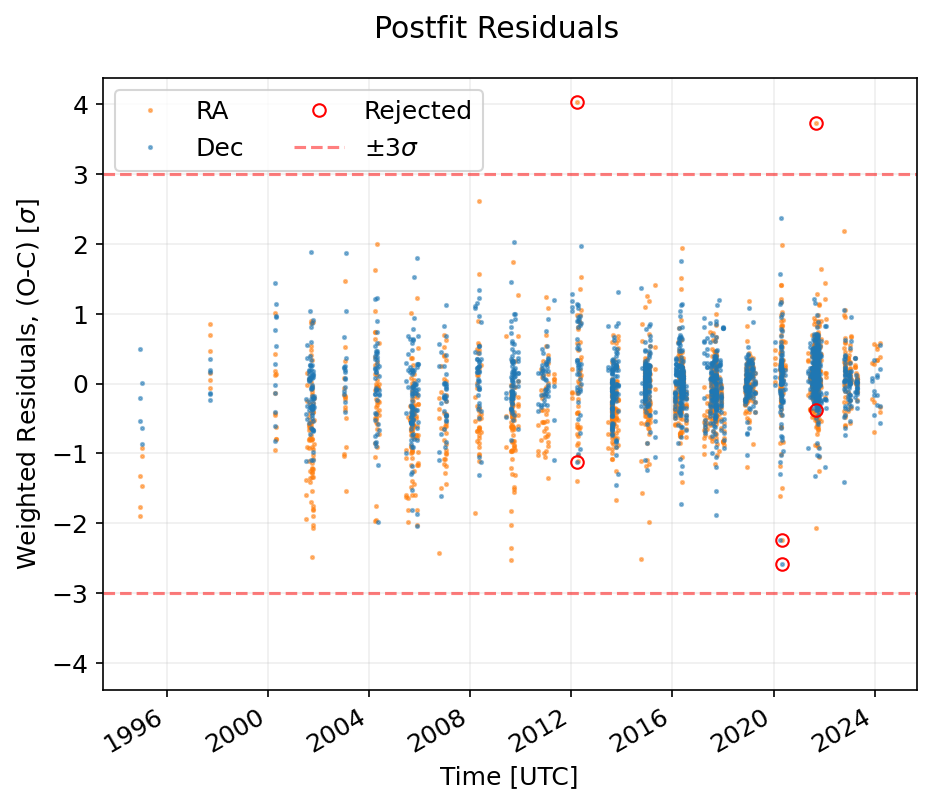 Postfit Residuals
RA
Dec
Rejected
±3σ
Weighted Residuals, (O-C) [σ]
4
3
2
1
0
−1
−2
−3
−4
1996
2000
2004
2008
2012
2016
2020
2024
Time [UTC]